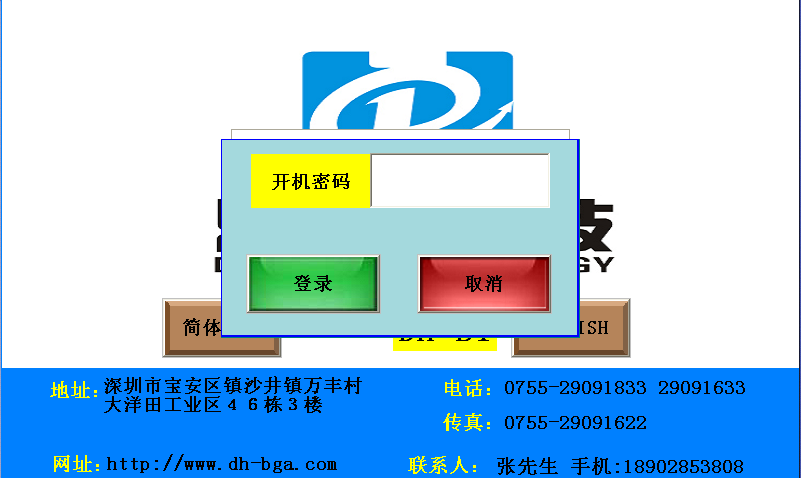 开机密码
登录
取消
简体
ISH
地址：深圳市宝安区镇沙井镇万丰村
大洋田工业区４６栋３楼
电话：0755-29091833 29091633
传真：0755-29091622
网址：http://www.dh-bga.com
联系人：张先生 手机:18902853808